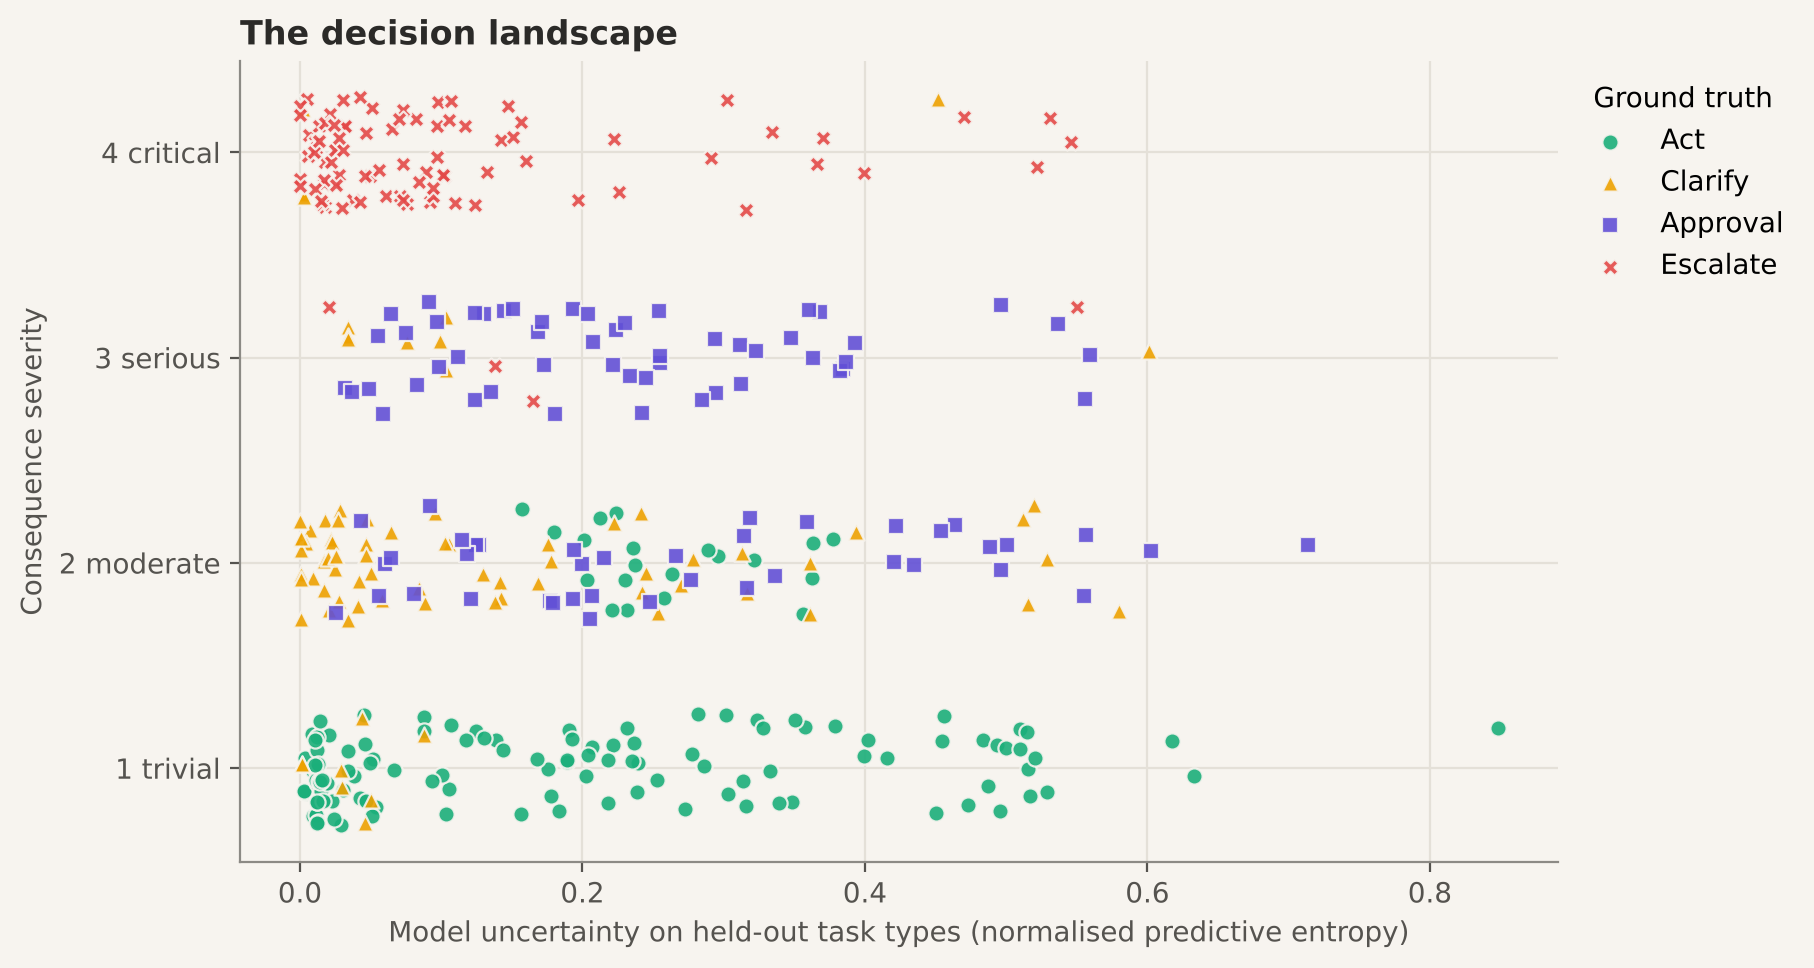 The decision landscape
Ground truth
Act
Clarify
Approval
Escalate
Consequence severity
4 critical
3 serious
2 moderate
1 trivial
0.0 0.2 0.4 0.6 0.8
Model uncertainty on held-out task types (normalised predictive entropy)